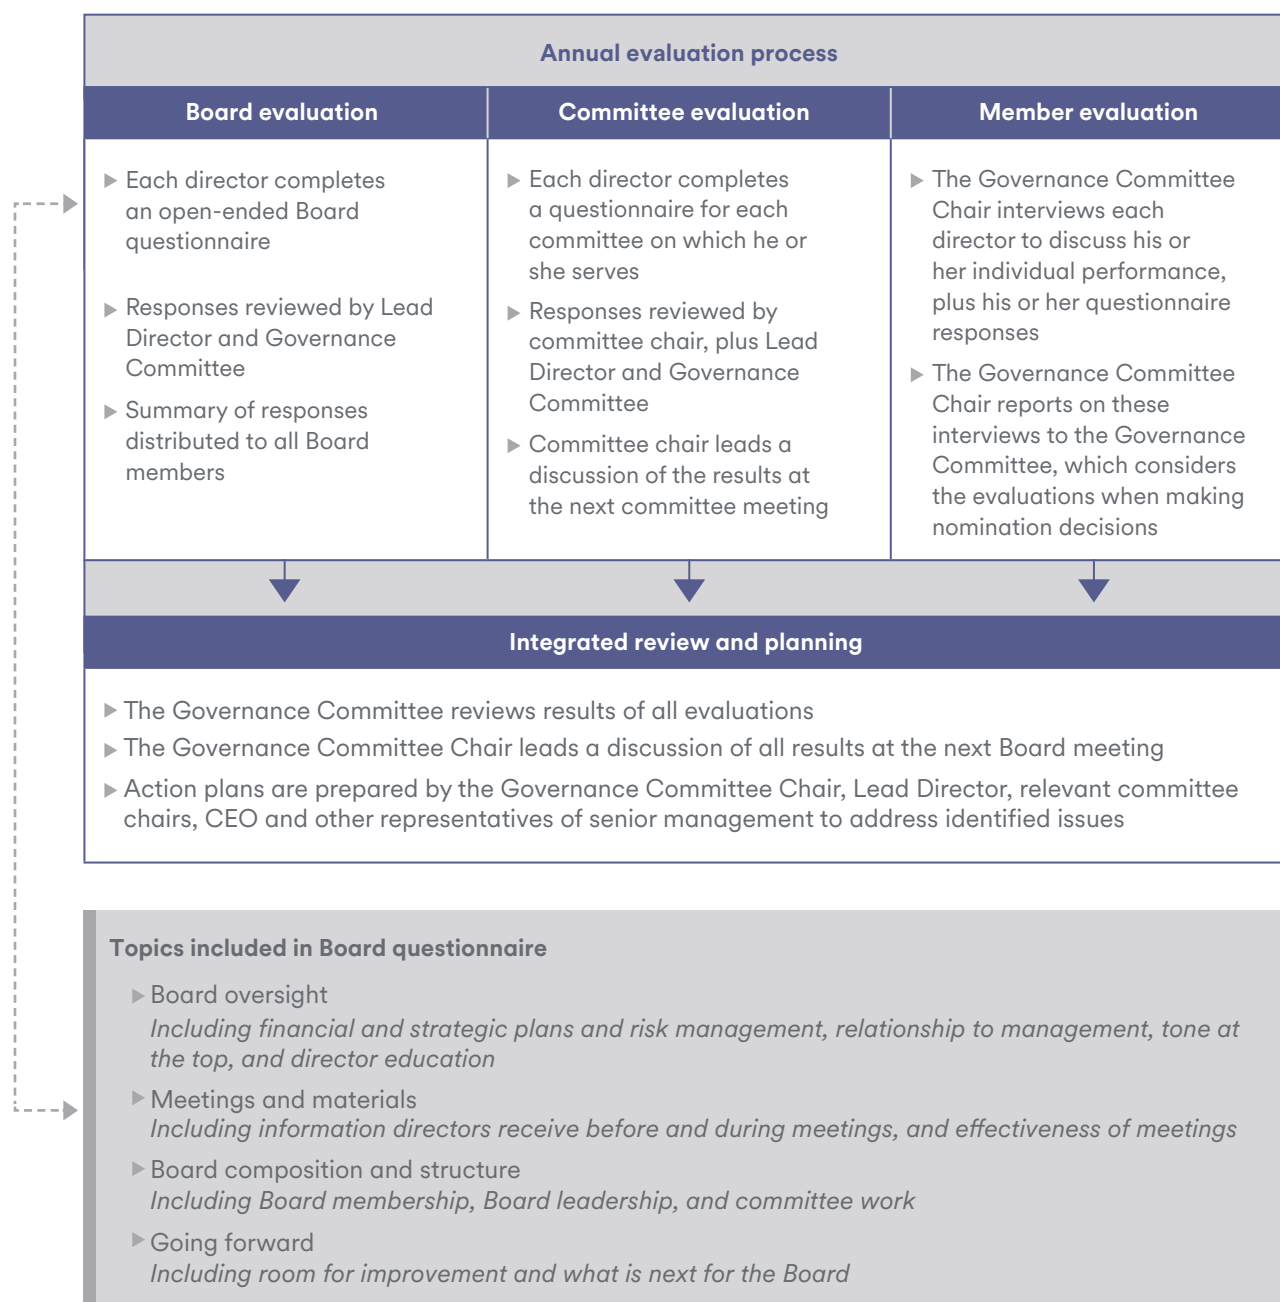 Annual evaluation process
Board evaluation
Committee evaluation
Member evaluation
Each director completes
an open-ended Board
questionnaire
Responses reviewed by Lead
Director and Governance
Committee
Summary of responses
distributed to all Board
members
Each director completes
a questionnaire for each
committee on which he or
she serves
Responses reviewed by
committee chair, plus Lead
Director and Governance
Committee
Committee chair leads a
discussion of the results at
the next committee meeting
The Governance Committee
Chair interviews each
director to discuss his or
her individual performance,
plus his or her questionnaire
responses
The Governance Committee
Chair reports on these
interviews to the Governance
Committee, which considers
the evaluations when making
nomination decisions
Integrated review and planning
The Governance Committee reviews results of all evaluations
The Governance Committee Chair leads a discussion of all results at the next Board meeting
Action plans are prepared by the Governance Committee Chair, Lead Director, relevant committee
chairs, CEO and other representatives of senior management to address identified issues
Topics included in Board questionnaire
Board oversight
Including financial and strategic plans and risk management, relationship to management, tone at
the top, and director education
Meetings and materials
Including information directors receive before and during meetings, and effectiveness of meetings
Board composition and structure
Including Board membership, Board leadership, and committee work
Going forward
Including room for improvement and what is next for the Board